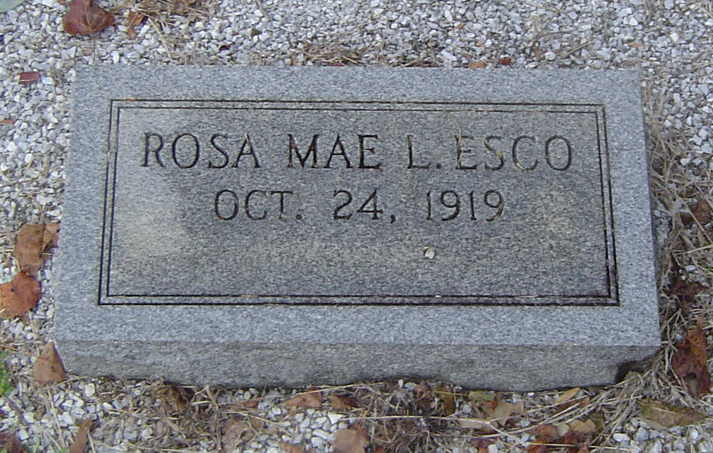 ROSA MAE L. ESCO
OCT. 24, 1919